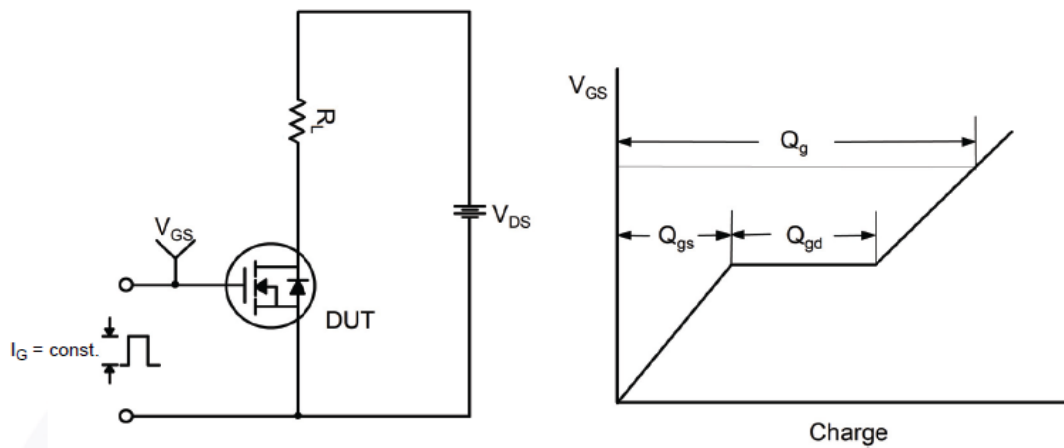 R_L
V_GS
V_DS
DUT
I_G = const.
V_GS
Q_g
Q_gs
Q_gd
Charge